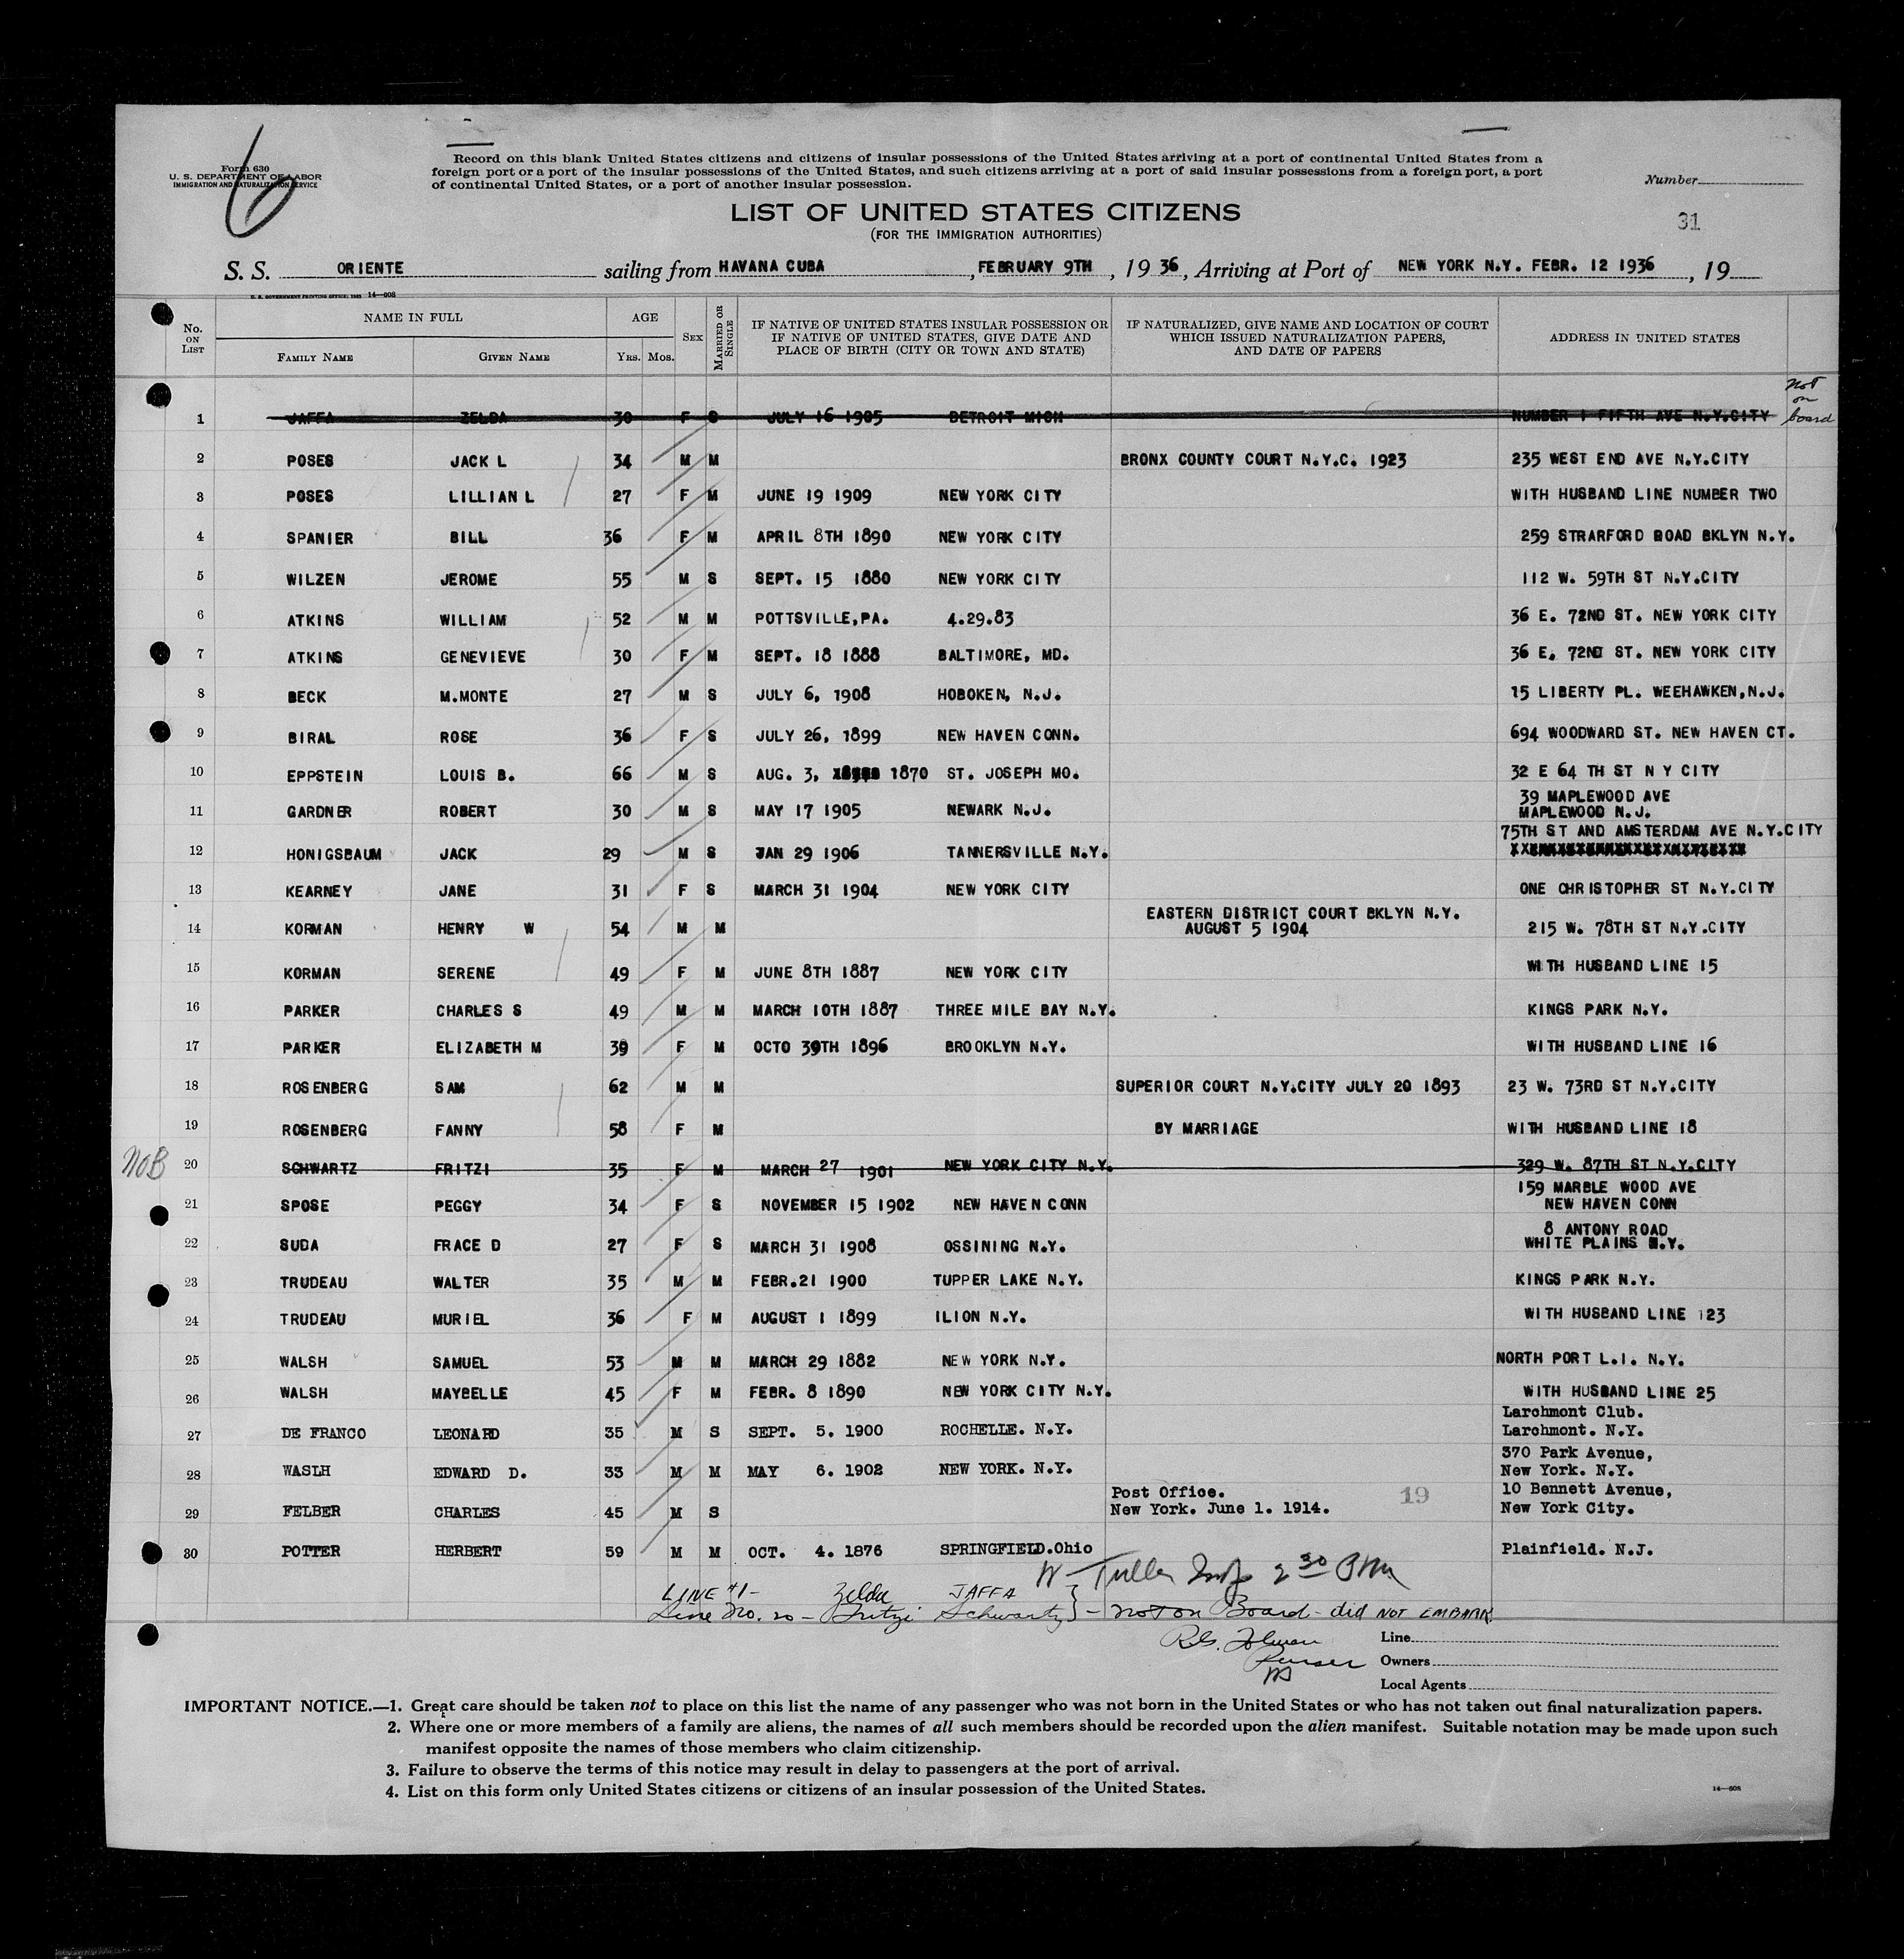 6
Form 630
U. S. DEPARTMENT OF LABOR
IMMIGRATION AND NATURALIZATION SERVICE
Record on this blank United States citizens and citizens of insular possessions of the United States arriving at a port of continental United States from a
foreign port or a port of the insular possessions of the United States, and such citizens arriving at a port of said insular possessions from a foreign port, a port
of continental United States, or a port of another insular possession.
Number
LIST OF UNITED STATES CITIZENS
31
(FOR THE IMMIGRATION AUTHORITIES)
S. S. ORIENTE sailing from HAVANA CUBA, FEBRUARY 9TH, 19 36, Arriving at Port of NEW YORK N.Y. FEBR. 12 1936, 19
U. S. GOVERNMENT PRINTING OFFICE: 14—608
No. ON LIST
NAME IN FULL
FAMILY NAME
GIVEN NAME
AGE
YRS. MOS.
SEX
MARRIED OR SINGLE
IF NATIVE OF UNITED STATES INSULAR POSSESSION OR
IF NATIVE OF UNITED STATES, GIVE DATE AND
PLACE OF BIRTH (CITY OR TOWN AND STATE)
IF NATURALIZED, GIVE NAME AND LOCATION OF COURT
WHICH ISSUED NATURALIZATION PAPERS,
AND DATE OF PAPERS
ADDRESS IN UNITED STATES
1 JAFFA ZELDA 30 F S JULY 16 1905 DETROIT MICH NUMBER 1 FIFTH AVE N.Y.CITY not on board
2 POSES JACK L 34 M M BRONX COUNTY COURT N.Y.C. 1923 235 WEST END AVE N.Y.CITY
3 POSES LILLIAN L 27 F M JUNE 19 1909 NEW YORK CITY WITH HUSBAND LINE NUMBER TWO
4 SPANIER BILL 36 F M APRIL 8TH 1890 NEW YORK CITY 259 STRARFORD ROAD BKLYN N.Y.
5 WILZEN JEROME 55 M S SEPT. 15 1880 NEW YORK CITY 112 W. 59TH ST N.Y.CITY
6 ATKINS WILLIAM 52 M M POTTSVILLE,PA. 4.29.83 36 E. 72ND ST. NEW YORK CITY
7 ATKINS GENEVIEVE 30 F M SEPT. 18 1888 BALTIMORE, MD. 36 E. 72ND ST. NEW YORK CITY
8 BECK M.MONTE 27 M S JULY 6, 1908 HOBOKEN, N.J. 15 LIBERTY PL. WEEHAWKEN,N.J.
9 BIRAL ROSE 36 F S JULY 26, 1899 NEW HAVEN CONN. 694 WOODWARD ST. NEW HAVEN CT.
10 EPPSTEIN LOUIS B. 66 M S AUG. 3, 1870 ST. JOSEPH MO. 32 E 64 TH ST N Y CITY
11 GARDNER ROBERT 30 M S MAY 17 1905 NEWARK N.J. 39 MAPLEWOOD AVE
MAPLEWOOD N.J.
12 HONIGSBAUM JACK 29 M S JAN 29 1906 TANNERSVILLE N.Y. 75TH ST AND AMSTERDAM AVE N.Y.CITY
13 KEARNEY JANE 31 F S MARCH 31 1904 NEW YORK CITY ONE CHRISTOPHER ST N.Y.CITY
14 KORMAN HENRY W 54 M M EASTERN DISTRICT COURT BKLYN N.Y.
AUGUST 5 1904 215 W. 78TH ST N.Y.CITY
15 KORMAN SERENE 49 F M JUNE 8TH 1887 NEW YORK CITY WITH HUSBAND LINE 15
16 PARKER CHARLES S 49 M M MARCH 10TH 1887 THREE MILE BAY N.Y. KINGS PARK N.Y.
17 PARKER ELIZABETH M 39 F M OCTO 30TH 1896 BROOKLYN N.Y. WITH HUSBAND LINE 16
18 ROSENBERG SAM 62 M M SUPERIOR COURT N.Y.CITY JULY 20 1893 23 W. 73RD ST N.Y.CITY
19 ROSENBERG FANNY 58 F M BY MARRIAGE WITH HUSBAND LINE 18
NOB 20 SCHWARTZ FRITZI 35 F M MARCH 27 1901 NEW YORK CITY N.Y. 329 W. 87TH ST N.Y.CITY
21 SPOSE PEGGY 34 F S NOVEMBER 15 1902 NEW HAVEN CONN 159 MARBLE WOOD AVE
NEW HAVEN CONN
22 SUDA FRACE D 27 F S MARCH 31 1908 OSSINING N.Y. 8 ANTONY ROAD
WHITE PLAINS N.Y.
23 TRUDEAU WALTER 35 M M FEBR.21 1900 TUPPER LAKE N.Y. KINGS PARK N.Y.
24 TRUDEAU MURIEL 36 F M AUGUST 1 1899 ILION N.Y. WITH HUSBAND LINE 123
25 WALSH SAMUEL 53 M M MARCH 29 1882 NEW YORK N.Y. NORTH PORT L.I. N.Y.
26 WALSH MAYBELLE 45 F M FEBR. 8 1890 NEW YORK CITY N.Y. WITH HUSBAND LINE 25
27 DE FRANCO LEONARD 35 M S SEPT. 5. 1900 ROCHELLE. N.Y. Larchmont Club.
Larchmont. N.Y.
28 WASLH EDWARD D. 33 M M MAY 6. 1902 NEW YORK. N.Y. 370 Park Avenue,
New York. N.Y.
29 FELBER CHARLES 45 M S Post Office.
New York. June 1. 1914. 19 10 Bennett Avenue,
New York City.
30 POTTER HERBERT 59 M M OCT. 4. 1876 SPRINGFIELD.Ohio Plainfield. N.J.
W Tuller Insp 2 30 PM
LINE #1- Zelda JAFFA
Line No. 20 - Fritzi Schwartz } - not on Board - did NOT EMBARK
Purser
Line
Owners
Local Agents
IMPORTANT NOTICE.—1. Great care should be taken not to place on this list the name of any passenger who was not born in the United States or who has not taken out final naturalization papers.
2. Where one or more members of a family are aliens, the names of all such members should be recorded upon the alien manifest. Suitable notation may be made upon such
manifest opposite the names of those members who claim citizenship.
3. Failure to observe the terms of this notice may result in delay to passengers at the port of arrival.
4. List on this form only United States citizens or citizens of an insular possession of the United States.
14—608